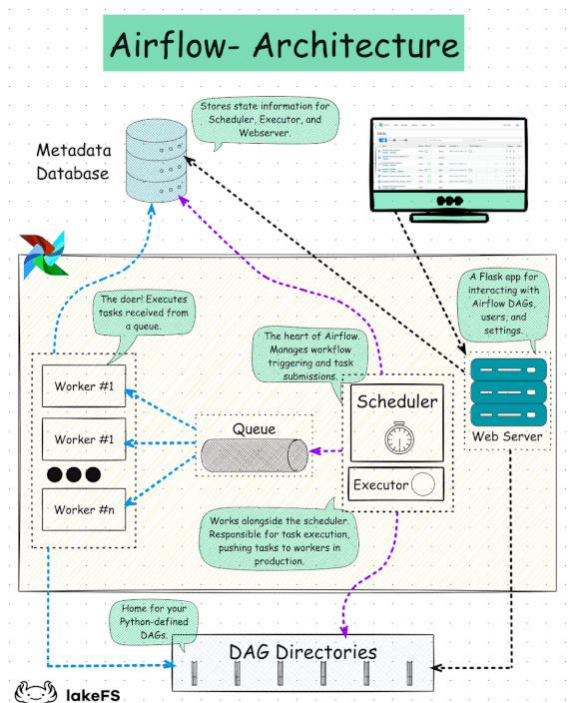 Airflow- Architecture
Stores state information for
Scheduler, Executor, and
Webserver.
Metadata
Database
A Flask app for
interacting with
Airflow DAGs,
users, and
settings.
The doer! Executes
tasks received from
a queue.
The heart of Airflow.
Manages workflow
triggering and task
submissions.
Worker #1
Scheduler
Queue
Worker #1
Web Server
Executor
Worker #n
Works alongside the scheduler.
Responsible for task execution,
pushing tasks to workers in
production.
Home for your
Python-defined
DAGs.
DAG Directories
lakeFS